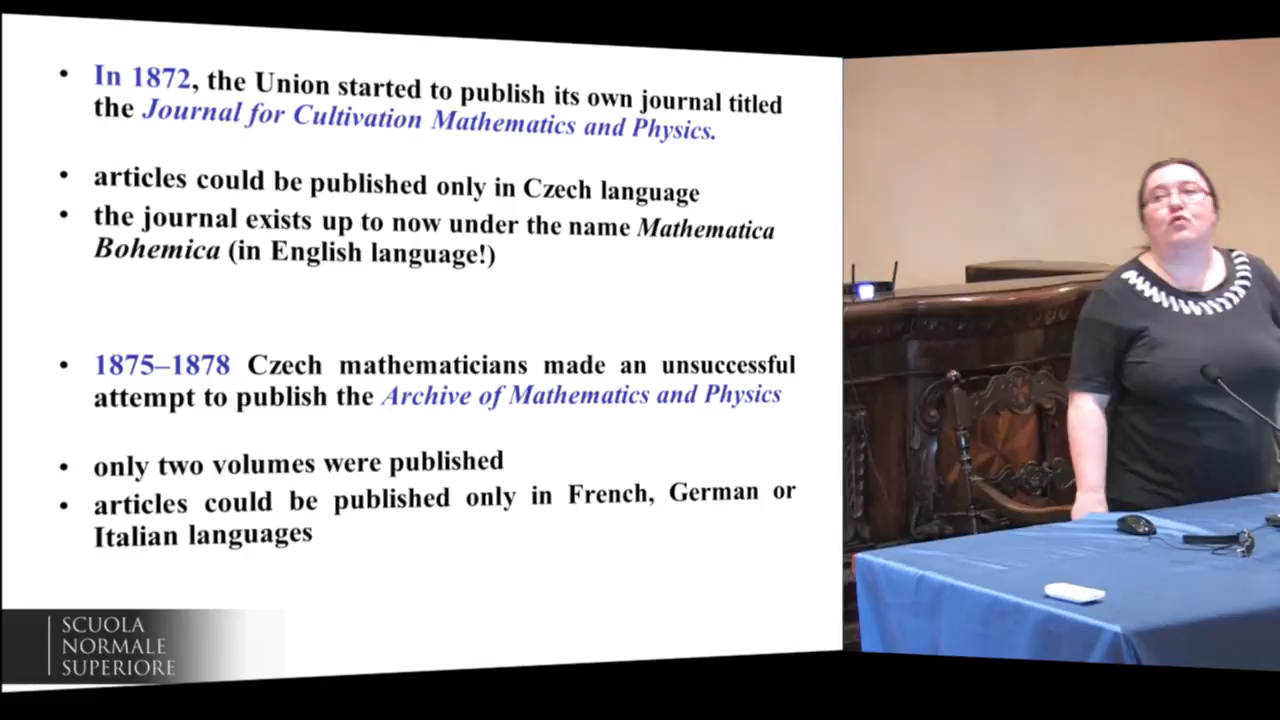 • In 1872, the Union started to publish its own journal titled
the Journal for Cultivation Mathematics and Physics.
• articles could be published only in Czech language
• the journal exists up to now under the name Mathematica
Bohemica (in English language!)
• 1875–1878 Czech mathematicians made an unsuccessful
attempt to publish the Archive of Mathematics and Physics
• only two volumes were published
• articles could be published only in French, German or
Italian languages
SCUOLA
NORMALE
SUPERIORE